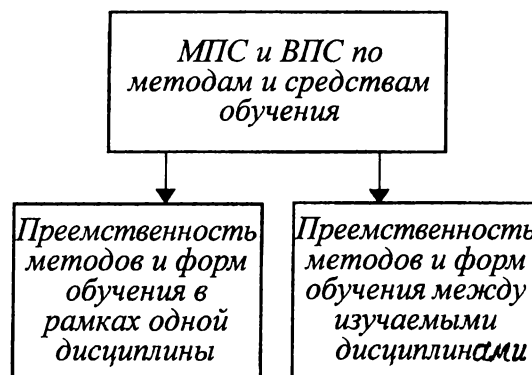 МПС и ВПС по
методам и средствам
обучения
Преемственность
методов и форм
обучения в
рамках одной
дисциплины
Преемственность
методов и форм
обучения между
изучаемыми
дисциплинами